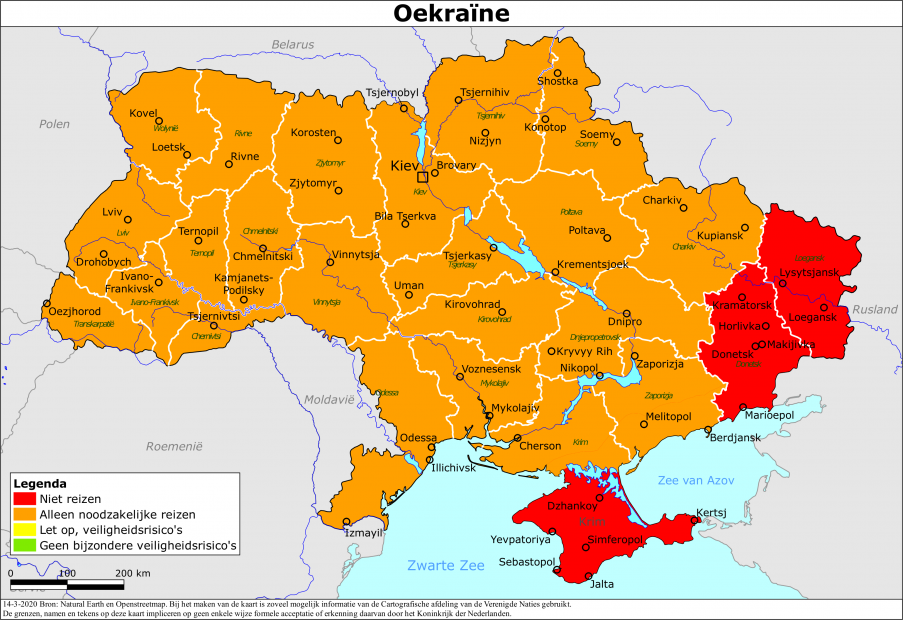 Oekraïne
Belarus
Polen
Tsjernobyl
Tsjernihiv
Shostka
Kovel
Wolynië
Rivne
Korosten
Tsjernihiv
Nizjyn
Konotop
Soemy
Soemy
Loetsk
Rivne
Zjytomyr
Zjytomyr
Kiev
Brovary
Kiev
Lviv
Lviv
Ternopil
Ternopil
Chmelnitski
Chmelnitski
Bila Tserkva
Poltava
Poltava
Charkiv
Charkiv
Kupiansk
Drohobych
Ivano-
Frankivsk
Kamjanets-
Podilsky
Vinnytsja
Tsjerkasy
Tsjerkasy
Krementsjoek
Loegansk
Lysytsjansk
Oezjhorod
Transkarpatië
Ivano-Frankivsk
Tsjernivtsi
Chernivtsi
Vinnytsja
Uman
Kirovohrad
Kirovohrad
Dnipro
Dnjepropetrovsk
Kramatorsk
Horlivka
Loegansk
Rusland
Donetsk
Makijivka
Donetsk
Kryvyy Rih
Nikopol
Zaporizja
Zaporizja
Voznesensk
Mykolajiv
Mykolajiv
Moldavië
Odessa
Melitopol
Marioepol
Berdjansk
Roemenië
Odessa
Illichivsk
Cherson
Krim
Zee van Azov
Izmayil
Dzhankoy
Krim
Kertsj
Yevpatoriya
Simferopol
Sebastopol
Jalta
Zwarte Zee
Legenda
Niet reizen
Alleen noodzakelijke reizen
Let op, veiligheidsrisico's
Geen bijzondere veiligheidsrisico's
0 100 200 km
14-3-2020 Bron: Natural Earth en Openstreetmap. Bij het maken van de kaart is zoveel mogelijk informatie van de Cartografische afdeling van de Verenigde Naties gebruikt.
De grenzen, namen en tekens op deze kaart impliceren op geen enkele wijze formele acceptatie of erkenning daarvan door het Koninkrijk der Nederlanden.